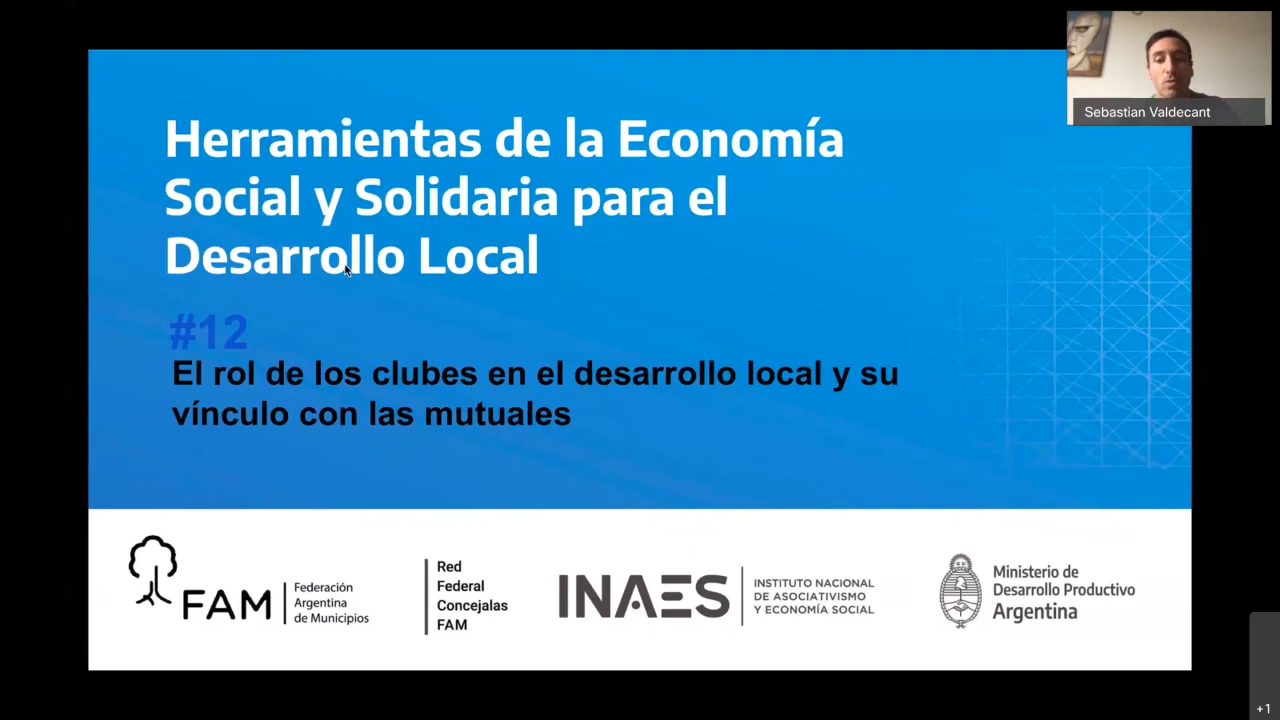 Sebastian Valdecant
Herramientas de la Economía
Social y Solidaria para el
Desarrollo Local
#12
El rol de los clubes en el desarrollo local y su
vínculo con las mutuales
FAM
Federación
Argentina
de Municipios
Red
Federal
Concejalas
FAM
INAES
INSTITUTO NACIONAL
DE ASOCIATIVISMO
Y ECONOMÍA SOCIAL
Ministerio de
Desarrollo Productivo
Argentina
+1